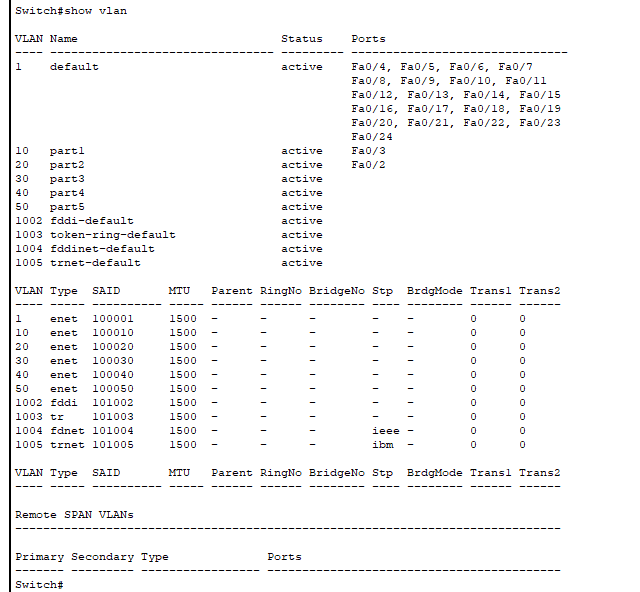 Switch#show vlan
VLAN Name                             Status    Ports
---- -------------------------------- --------- -------------------------------
1    default                          active    Fa0/4, Fa0/5, Fa0/6, Fa0/7
                                                Fa0/8, Fa0/9, Fa0/10, Fa0/11
                                                Fa0/12, Fa0/13, Fa0/14, Fa0/15
                                                Fa0/16, Fa0/17, Fa0/18, Fa0/19
                                                Fa0/20, Fa0/21, Fa0/22, Fa0/23
                                                Fa0/24
10   part1                            active    Fa0/3
20   part2                            active    Fa0/2
30   part3                            active
40   part4                            active
50   part5                            active
1002 fddi-default                     active
1003 token-ring-default               active
1004 fddinet-default                  active
1005 trnet-default                    active
VLAN Type  SAID       MTU   Parent RingNo BridgeNo Stp  BrdgMode Trans1 Trans2
---- ----- ---------- ----- ------ ------ -------- ---- -------- ------ ------
1    enet  100001     1500  -      -      -        -    -        0      0
10   enet  100010     1500  -      -      -        -    -        0      0
20   enet  100020     1500  -      -      -        -    -        0      0
30   enet  100030     1500  -      -      -        -    -        0      0
40   enet  100040     1500  -      -      -        -    -        0      0
50   enet  100050     1500  -      -      -        -    -        0      0
1002 fddi  101002     1500  -      -      -        -    -        0      0
1003 tr    101003     1500  -      -      -        -    -        0      0
1004 fdnet 101004     1500  -      -      -        ieee -        0      0
1005 trnet 101005     1500  -      -      -        ibm  -        0      0
VLAN Type  SAID       MTU   Parent RingNo BridgeNo Stp  BrdgMode Trans1 Trans2
---- ----- ---------- ----- ------ ------ -------- ---- -------- ------ ------
Remote SPAN VLANs
------------------------------------------------------------------------------
Primary Secondary Type              Ports
------- --------- ----------------- ------------------------------------------
Switch#